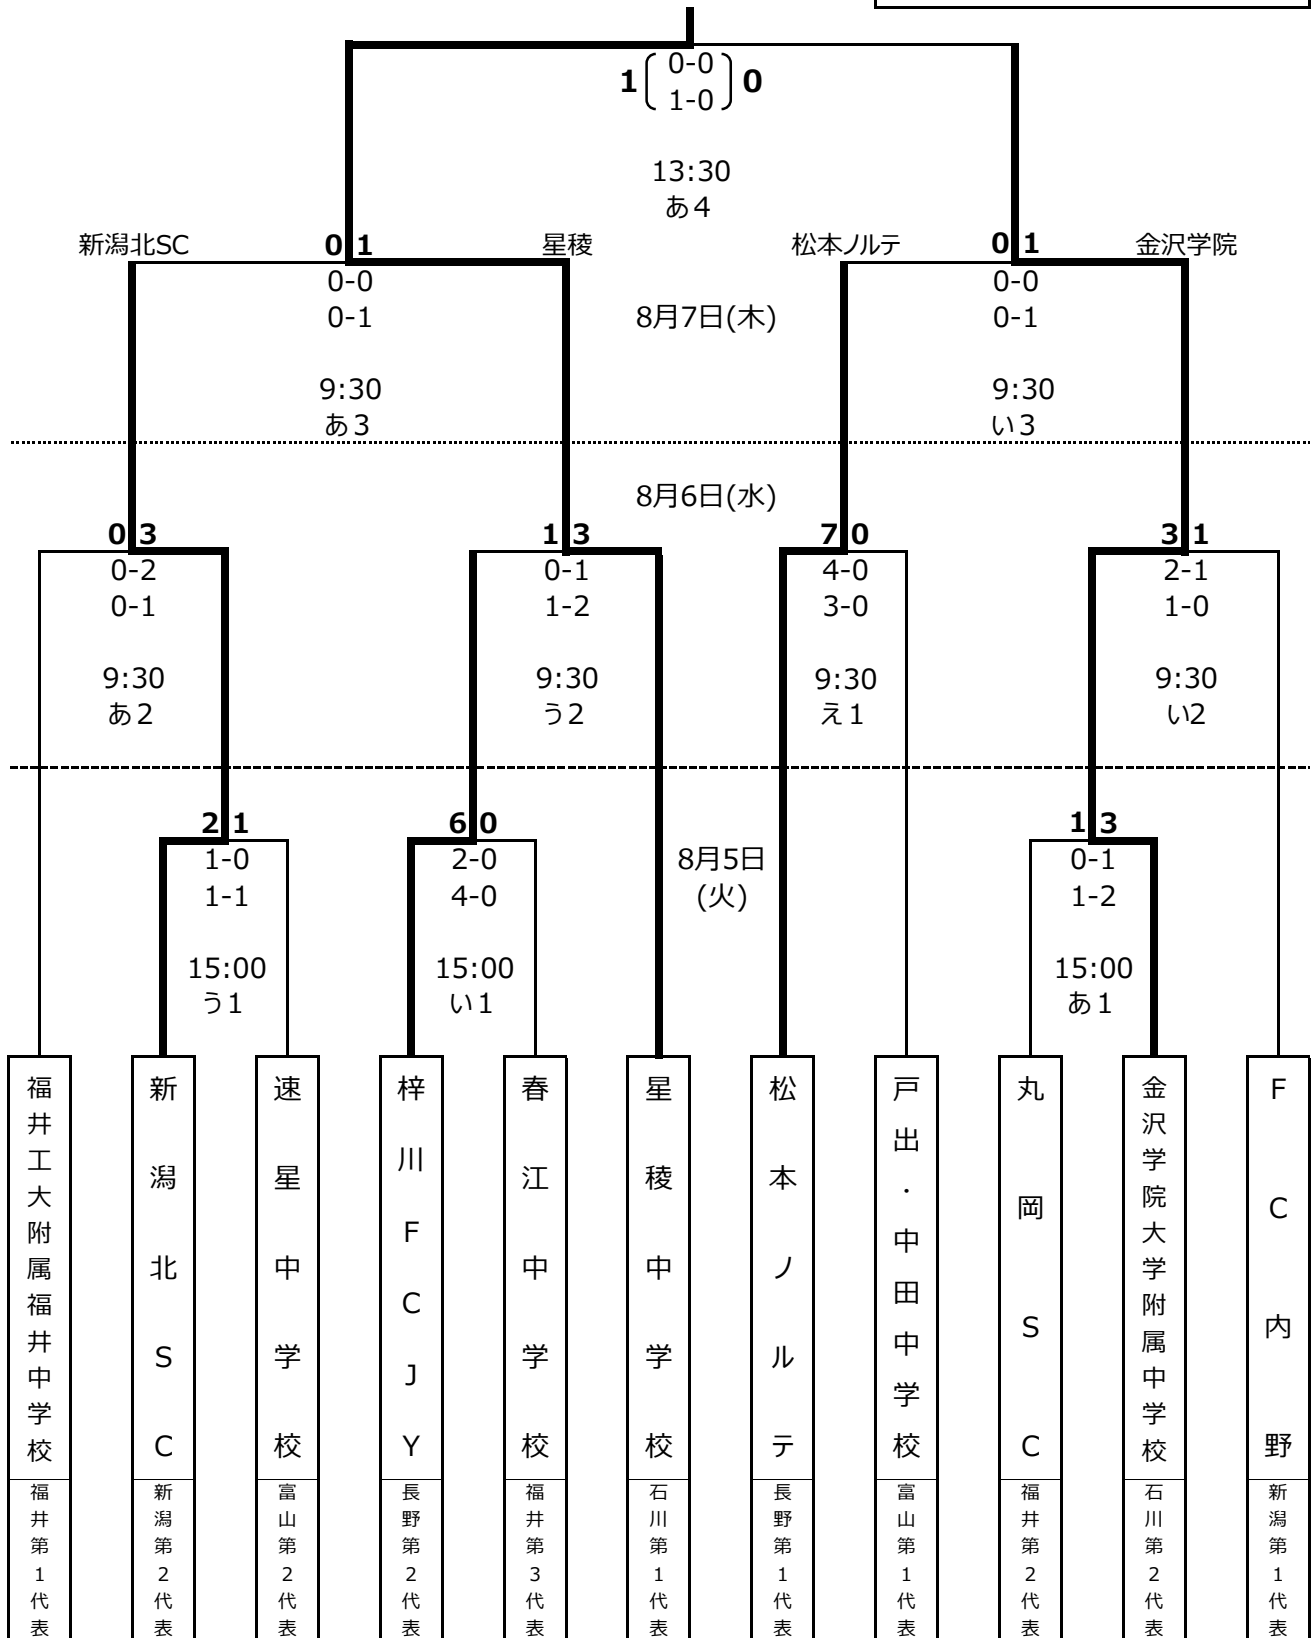 1 0-0 0
1-0
13:30
あ4
新潟北SC 0 1 星稜 松本ノルテ 0 1 金沢学院
0-0 0-0
0-1 8月7日(木) 0-1
9:30 9:30
あ3 い3
8月6日(水)
0 3 1 3 7 0 3 1
0-2 0-1 4-0 2-1
0-1 1-2 3-0 1-0
9:30 9:30 9:30 9:30
あ2 う2 え1 い2
2 1 6 0 1 3
1-0 2-0 8月5日 0-1
1-1 4-0 (火) 1-2
15:00 15:00 15:00
う1 い1 あ1
福井工大附属福井中学校
福井第1代表
新潟北SC
新潟第2代表
速星中学校
富山第2代表
梓川FCJY
長野第2代表
春江中学校
福井第3代表
星稜中学校
石川第1代表
松本ノルテ
長野第1代表
戸出・中田中学校
富山第1代表
丸岡SC
福井第2代表
金沢学院大学附属中学校
石川第2代表
FC内野
新潟第1代表